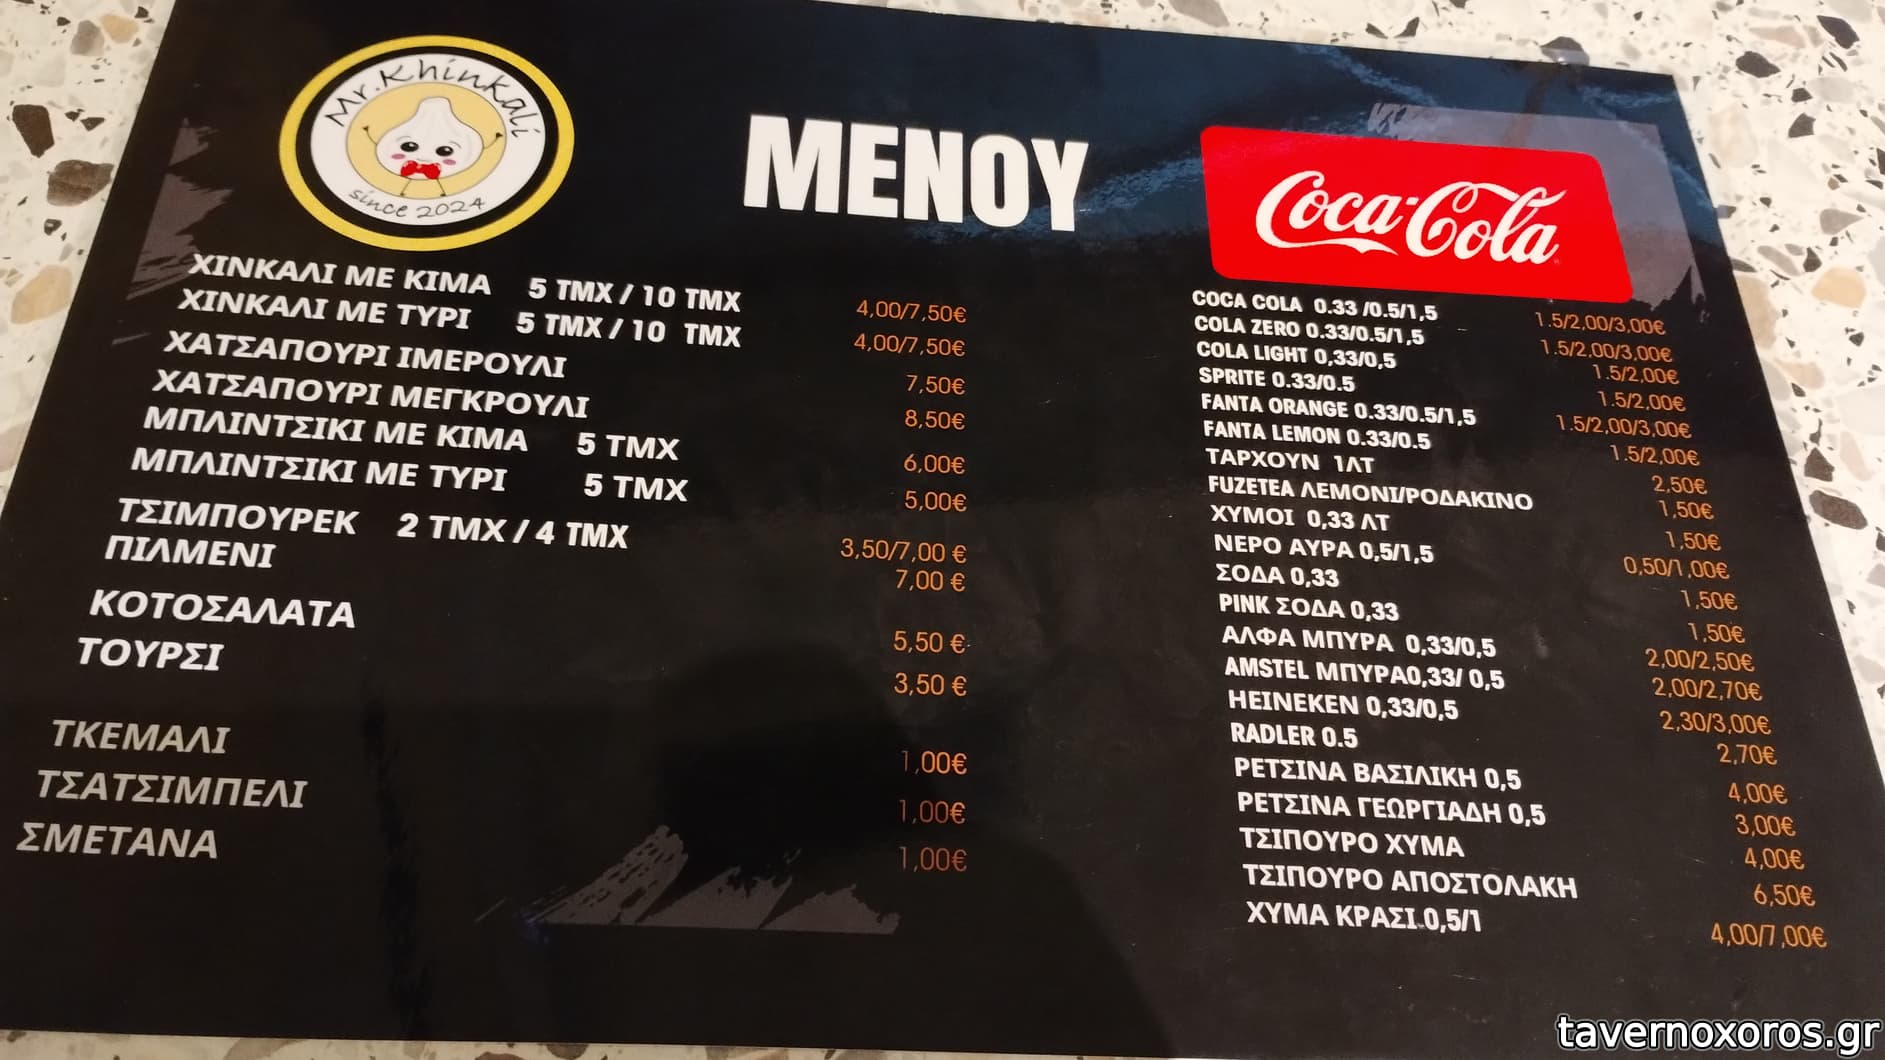 Mr. Khinkali
since 2024
ΜΕΝΟΥ
Coca-Cola
ΧΙΝΚΑΛΙ ΜΕ ΚΙΜΑ 5 ΤΜΧ / 10 ΤΜΧ 4,00/7,50€
ΧΙΝΚΑΛΙ ΜΕ ΤΥΡΙ 5 ΤΜΧ / 10 ΤΜΧ 4,00/7,50€
ΧΑΤΣΑΠΟΥΡΙ ΙΜΕΡΟΥΛΙ 7,50€
ΧΑΤΣΑΠΟΥΡΙ ΜΕΓΚΡΟΥΛΙ 8,50€
ΜΠΛΙΝΤΣΙΚΙ ΜΕ ΚΙΜΑ 5 ΤΜΧ 6,00€
ΜΠΛΙΝΤΣΙΚΙ ΜΕ ΤΥΡΙ 5 ΤΜΧ 5,00€
ΤΣΙΜΠΟΥΡΕΚ 2 ΤΜΧ / 4 ΤΜΧ 3,50/7,00 €
ΠΙΛΜΕΝΙ 7,00 €
ΚΟΤΟΣΑΛΑΤΑ 5,50 €
ΤΟΥΡΣΙ 3,50 €
ΤΚΕΜΑΛΙ 1,00€
ΤΣΑΤΣΙΜΠΕΛΙ 1,00€
ΣΜΕΤΑΝΑ 1,00€
COCA COLA 0.33 /0.5/1,5 1.5/2,00/3,00€
COLA ZERO 0.33/0.5/1,5 1.5/2,00/3,00€
COLA LIGHT 0,33/0,5 1.5/2,00€
SPRITE 0.33/0.5 1.5/2,00€
FANTA ORANGE 0.33/0.5/1,5 1.5/2,00/3,00€
FANTA LEMON 0.33/0.5 1.5/2,00€
ΤΑΡΧΟΥΝ 1ΛΤ 2,50€
FUZETEA ΛΕΜΟΝΙ/ΡΟΔΑΚΙΝΟ 1,50€
ΧΥΜΟΙ 0,33 ΛΤ 1,50€
ΝΕΡΟ ΑΥΡΑ 0,5/1,5 0,50/1,00€
ΣΟΔΑ 0,33 1,50€
PINK ΣΟΔΑ 0,33 1,50€
ΑΛΦΑ ΜΠΥΡΑ 0,33/0,5 2,00/2,50€
AMSTEL ΜΠΥΡΑ0,33/ 0,5 2,00/2,70€
HEINEKEN 0,33/0,5 2,30/3,00€
RADLER 0.5 2,70€
ΡΕΤΣΙΝΑ ΒΑΣΙΛΙΚΗ 0,5 4,00€
ΡΕΤΣΙΝΑ ΓΕΩΡΓΙΑΔΗ 0,5 3,00€
ΤΣΙΠΟΥΡΟ ΧΥΜΑ 4,00€
ΤΣΙΠΟΥΡΟ ΑΠΟΣΤΟΛΑΚΗ 6,50€
ΧΥΜΑ ΚΡΑΣΙ 0,5/1 4,00/7,00€
tavernoxoros.gr